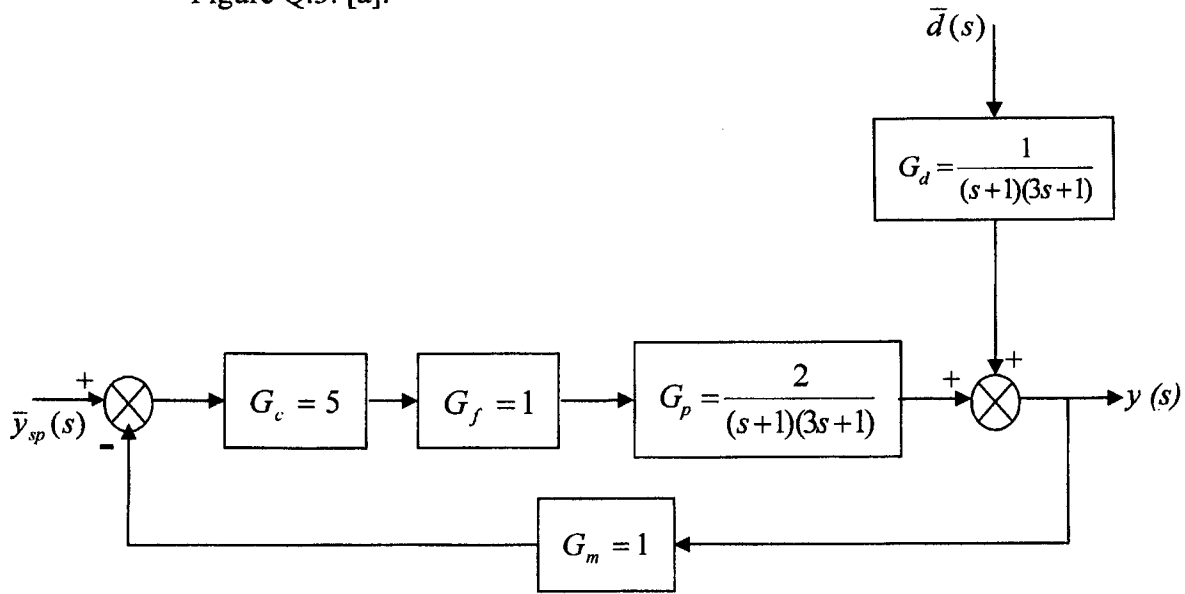 Figure Q.3. [a].
d̄(s)
G_d = 1/((s+1)(3s+1))
+
+
+
ȳ_sp(s)
-
G_c = 5
G_f = 1
G_p = 2/((s+1)(3s+1))
y (s)
G_m = 1